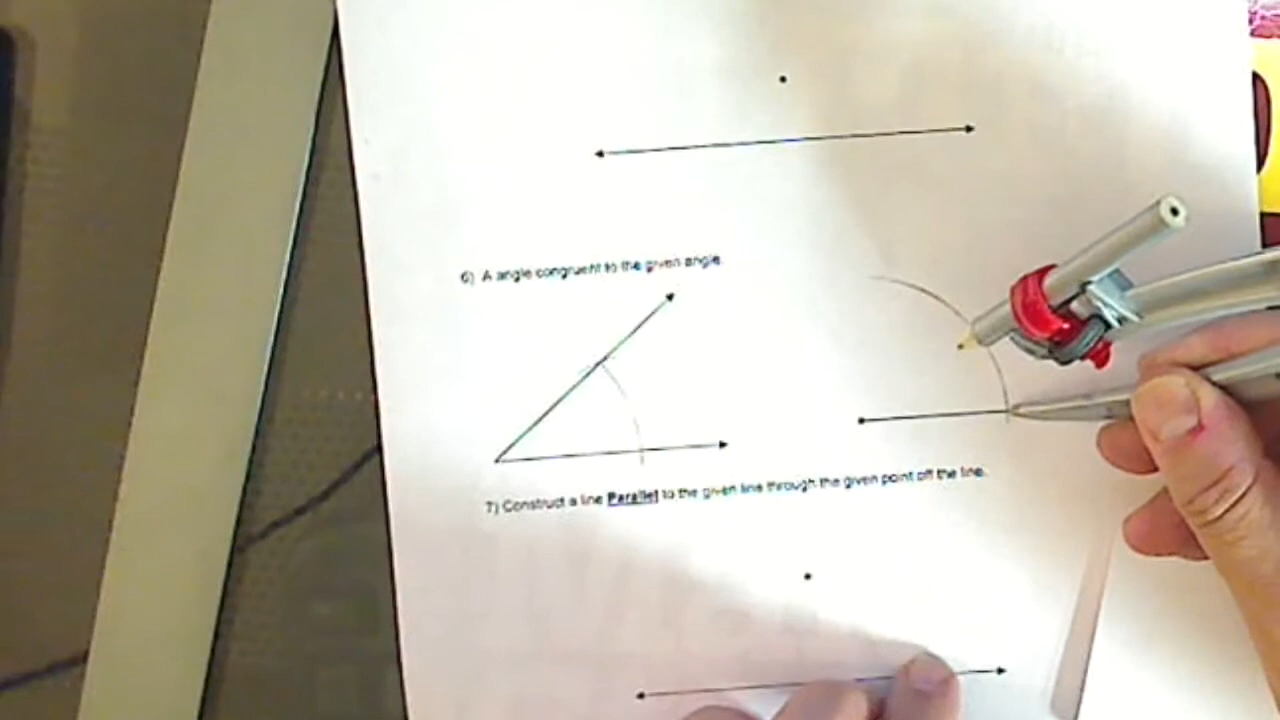 6) A angle congruent to the given angle.
7) Construct a line Parallel to the given line through the given point off the line.